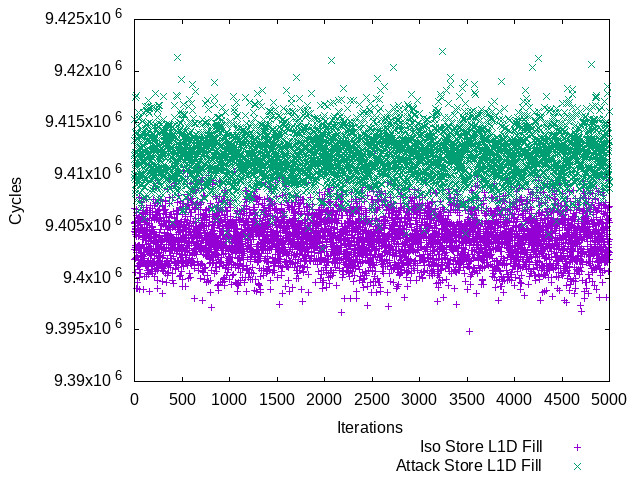 9.425x10 6
9.42x10 6
9.415x10 6
9.41x10 6
9.405x10 6
9.4x10 6
9.395x10 6
9.39x10 6
Cycles
0 500 1000 1500 2000 2500 3000 3500 4000 4500 5000
Iterations
Iso Store L1D Fill
Attack Store L1D Fill